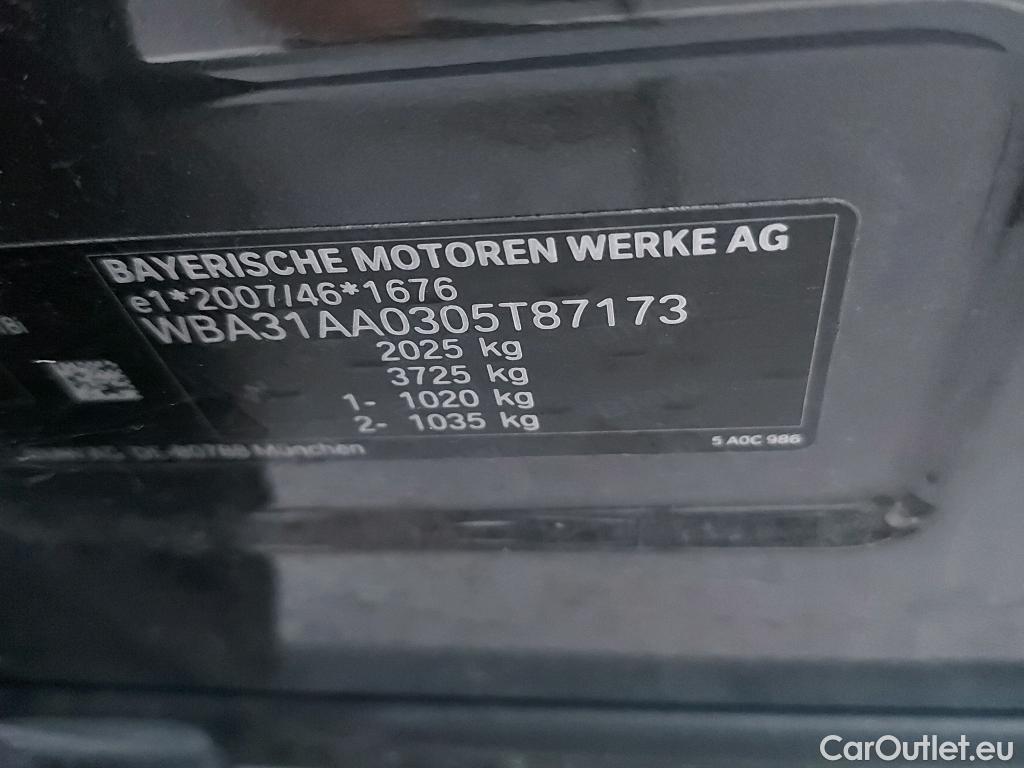 BAYERISCHE MOTOREN WERKE AG
e1*2007/46*1676
WBA31AA0305T87173
2025 kg
3725 kg
1- 1020 kg
2- 1035 kg
5 A0C 986
München
CarOutlet.eu